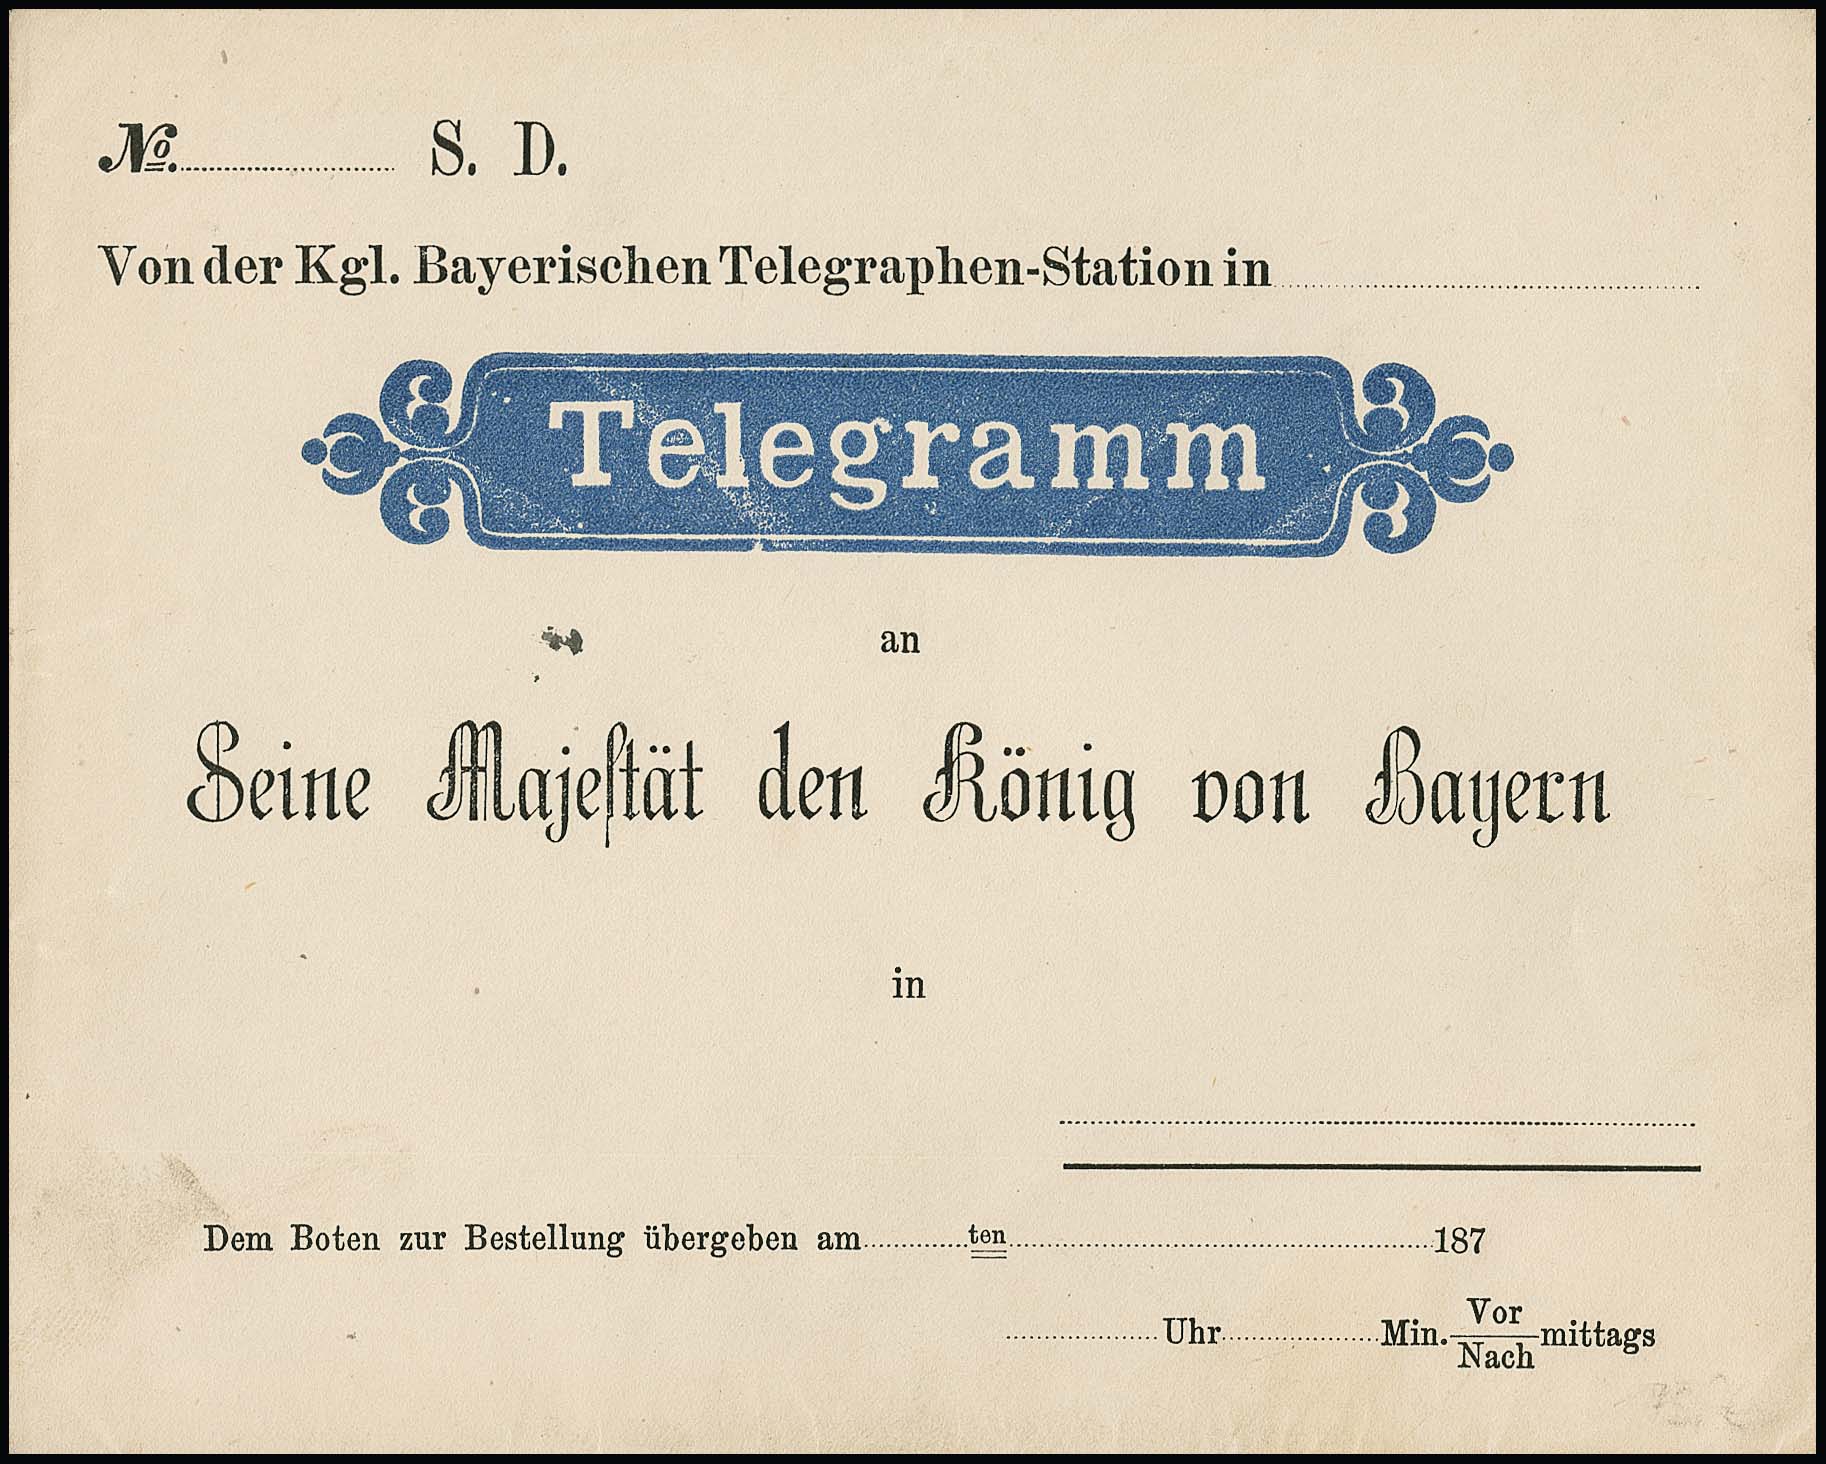 No. S. D.
Von der Kgl. Bayerischen Telegraphen-Station in
Telegramm
an
Seine Majeſtät den König von Bayern
in
Dem Boten zur Bestellung übergeben am ten 187
Uhr Min. Vor/Nach mittags